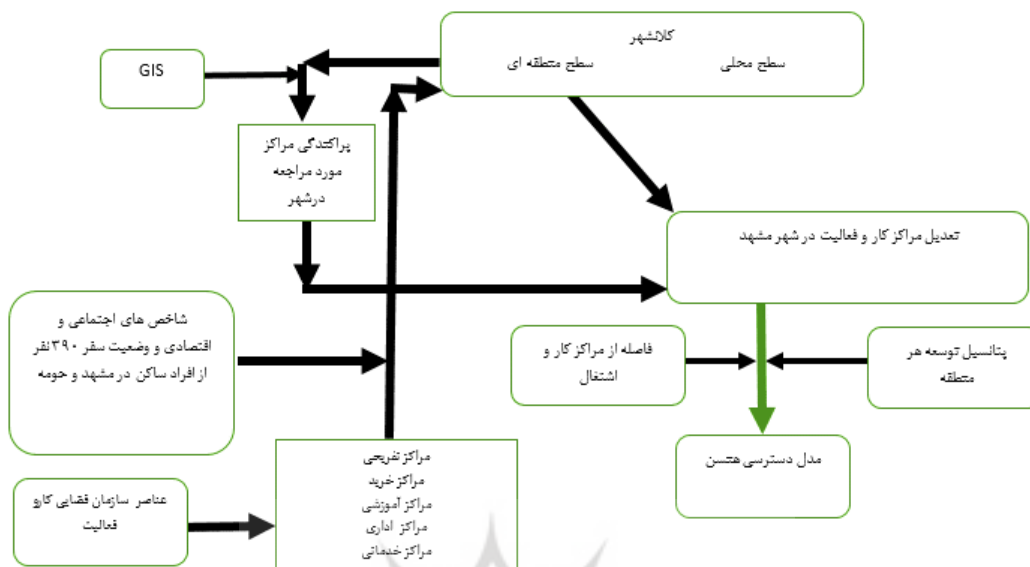 کلانشهر
سطح محلی سطح منطقه ای
GIS
پراکندگی مراکز
مورد مراجعه
درشهر
تعدیل مراکز کار و فعالیت در شهر مشهد
شاخص های اجتماعی و
اقتصادی و وضعیت سفر ۳۹۰نفر
از افراد ساکن در مشهد و حومه
فاصله از مراکز کار و
اشتغال
پتانسیل توسعه هر
منطقه
مدل دسترسی هنسن
مراکز تفریحی
مراکز خرید
مراکز آموزشی
مراکز اداری
مراکز خدماتی
عناصر سازمان فضایی کارو
فعالیت